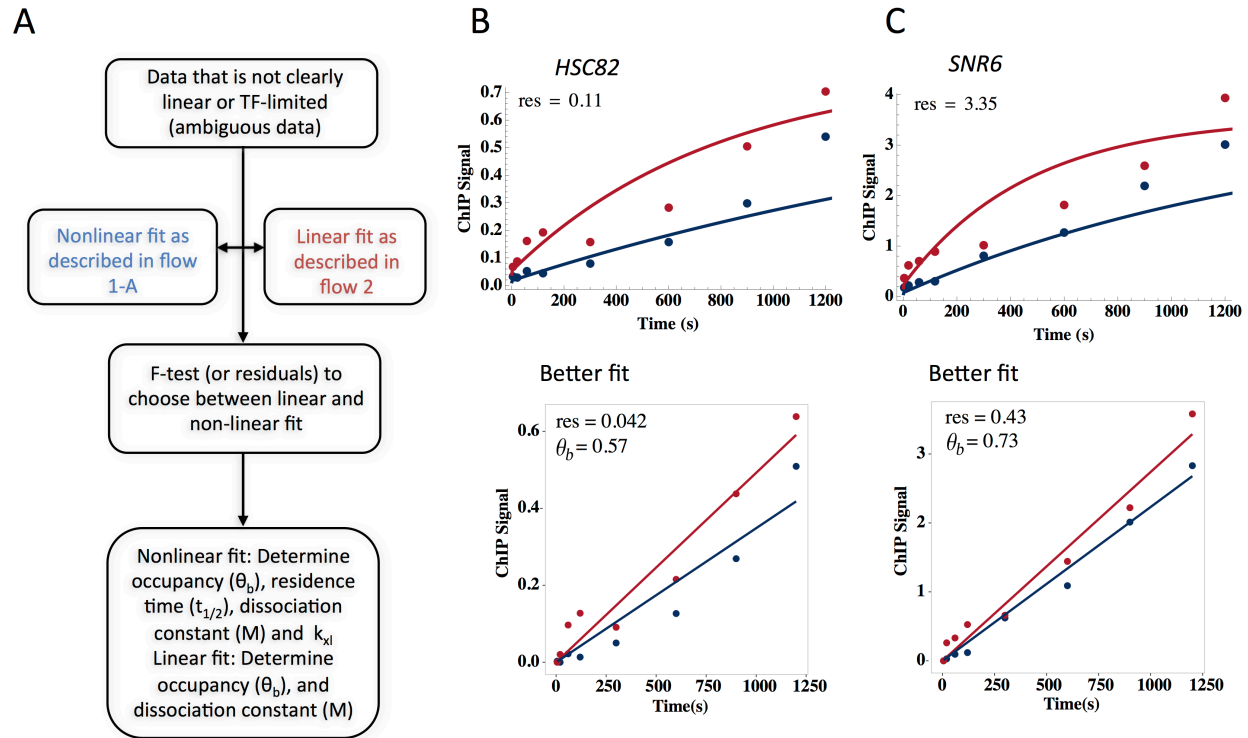 A
Data that is not clearly
linear or TF-limited
(ambiguous data)
Nonlinear fit as
described in flow
1-A
Linear fit as
described in
flow 2
F-test (or residuals) to
choose between linear and
non-linear fit
Nonlinear fit: Determine
occupancy (θb), residence
time (t1/2), dissociation
constant (M) and kxl
Linear fit: Determine
occupancy (θb), and
dissociation constant (M)
B
HSC82
res = 0.11
ChIP Signal
0.7
0.6
0.5
0.4
0.3
0.2
0.1
0.0
0 200 400 600 800 1000 1200
Time (s)
Better fit
res = 0.042
θb = 0.57
ChIP Signal
0.6
0.4
0.2
0.0
0 250 500 750 1000 1250
Time(s)
C
SNR6
res = 3.35
ChIP Signal
4
3
2
1
0
0 200 400 600 800 1000 1200
Time (s)
Better fit
res = 0.43
θb = 0.73
ChIP Signal
3
2
1
0
0 250 500 750 1000 1250
Time(s)